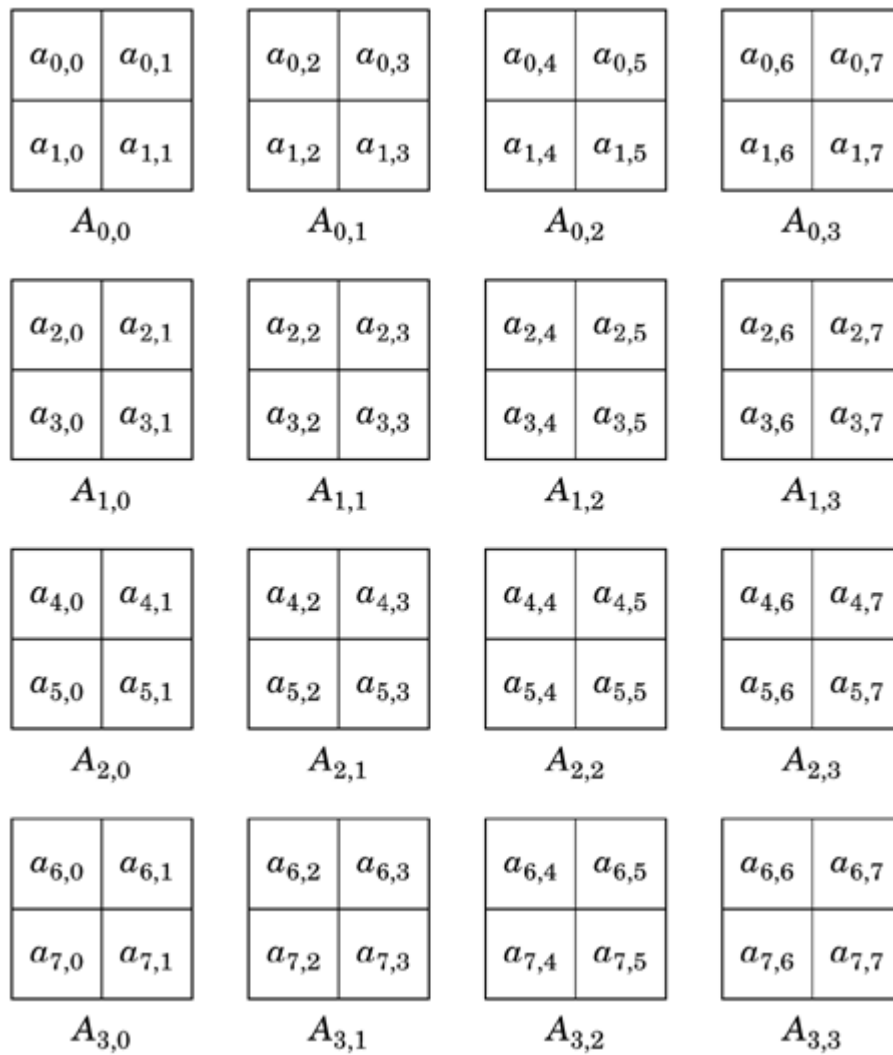 a0,0 a0,1 a0,2 a0,3 a0,4 a0,5 a0,6 a0,7
a1,0 a1,1 a1,2 a1,3 a1,4 a1,5 a1,6 a1,7
A0,0 A0,1 A0,2 A0,3
a2,0 a2,1 a2,2 a2,3 a2,4 a2,5 a2,6 a2,7
a3,0 a3,1 a3,2 a3,3 a3,4 a3,5 a3,6 a3,7
A1,0 A1,1 A1,2 A1,3
a4,0 a4,1 a4,2 a4,3 a4,4 a4,5 a4,6 a4,7
a5,0 a5,1 a5,2 a5,3 a5,4 a5,5 a5,6 a5,7
A2,0 A2,1 A2,2 A2,3
a6,0 a6,1 a6,2 a6,3 a6,4 a6,5 a6,6 a6,7
a7,0 a7,1 a7,2 a7,3 a7,4 a7,5 a7,6 a7,7
A3,0 A3,1 A3,2 A3,3